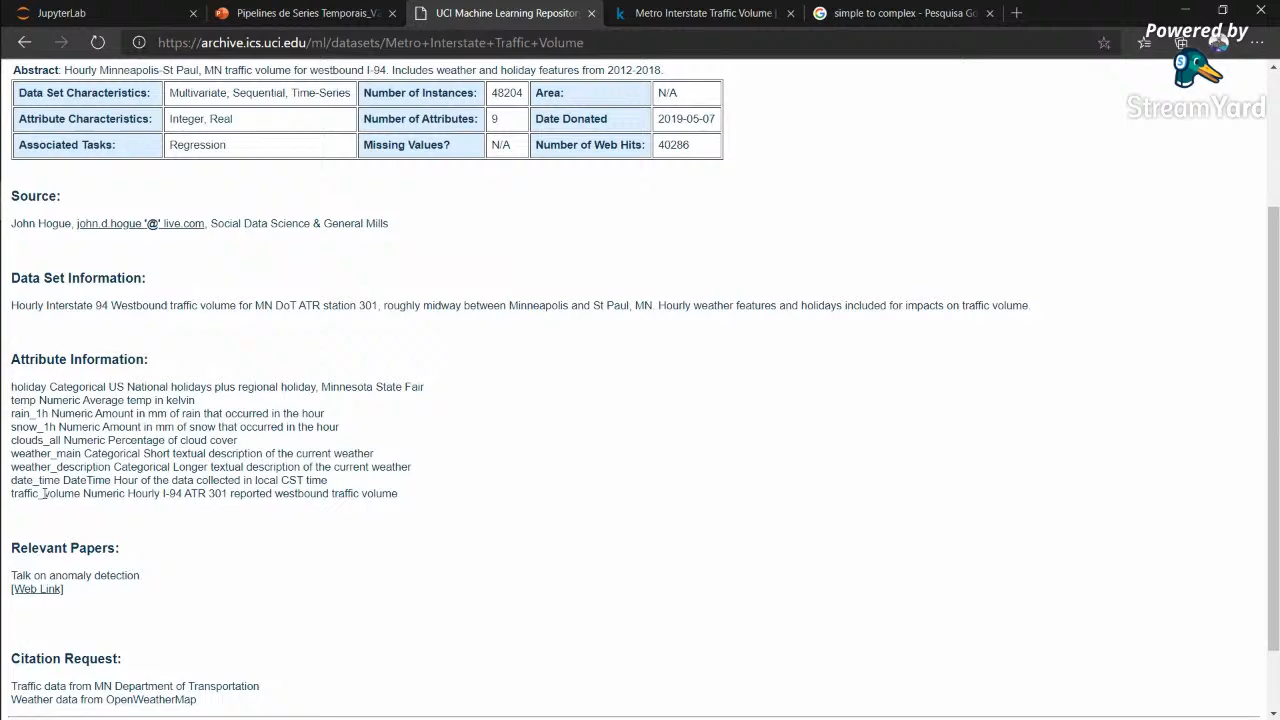 JupyterLab
Pipelines de Series Temporais_V
UCI Machine Learning Repository
Metro Interstate Traffic Volume |
simple to complex - Pesquisa Go
https://archive.ics.uci.edu/ml/datasets/Metro+Interstate+Traffic+Volume
Powered by
StreamYard
Abstract: Hourly Minneapolis-St Paul, MN traffic volume for westbound I-94. Includes weather and holiday features from 2012-2018.
Data Set Characteristics: Multivariate, Sequential, Time-Series Number of Instances: 48204 Area: N/A
Attribute Characteristics: Integer, Real Number of Attributes: 9 Date Donated 2019-05-07
Associated Tasks: Regression Missing Values? N/A Number of Web Hits: 40286
Source:
John Hogue, john.d.hogue '@' live.com, Social Data Science & General Mills
Data Set Information:
Hourly Interstate 94 Westbound traffic volume for MN DoT ATR station 301, roughly midway between Minneapolis and St Paul, MN. Hourly weather features and holidays included for impacts on traffic volume.
Attribute Information:
holiday Categorical US National holidays plus regional holiday, Minnesota State Fair
temp Numeric Average temp in kelvin
rain_1h Numeric Amount in mm of rain that occurred in the hour
snow_1h Numeric Amount in mm of snow that occurred in the hour
clouds_all Numeric Percentage of cloud cover
weather_main Categorical Short textual description of the current weather
weather_description Categorical Longer textual description of the current weather
date_time DateTime Hour of the data collected in local CST time
traffic_volume Numeric Hourly I-94 ATR 301 reported westbound traffic volume
Relevant Papers:
Talk on anomaly detection
[Web Link]
Citation Request:
Traffic data from MN Department of Transportation
Weather data from OpenWeatherMap